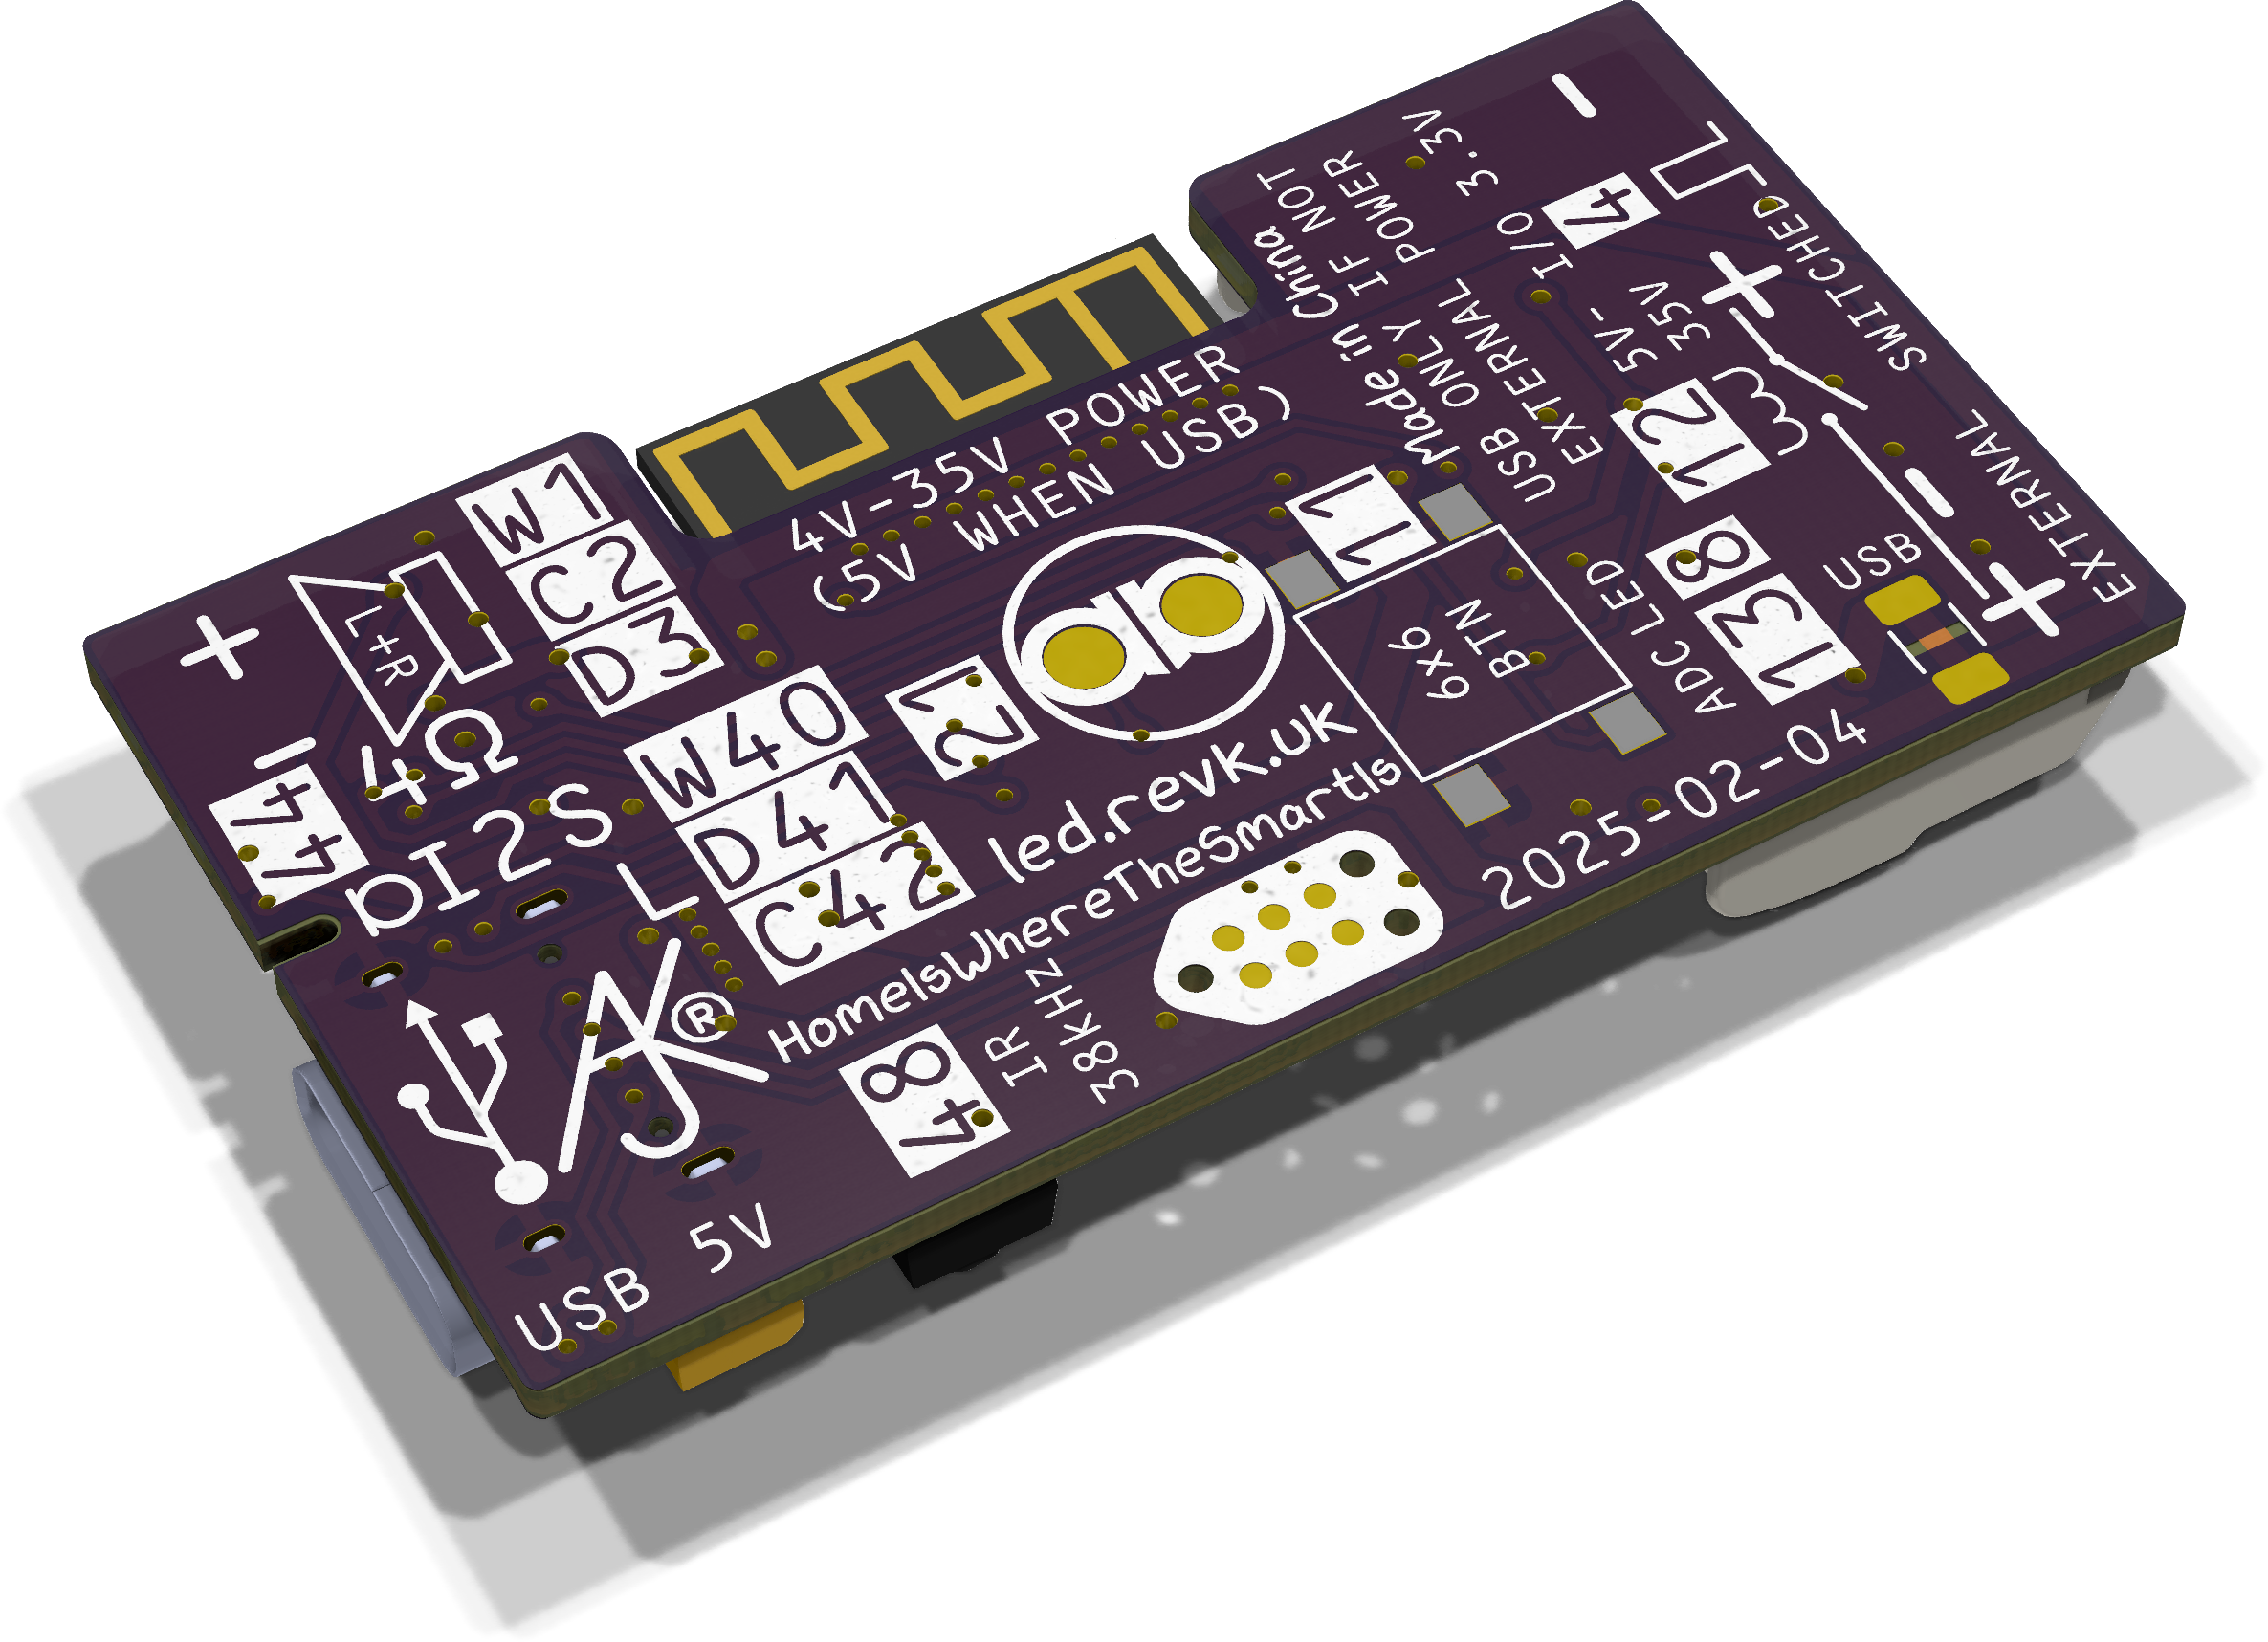 W1
C2
D3
L+R
+
-
4Ω
44
pI2S
L
W40
D41
C42
21
4V-35V POWER
(5V WHEN USB)
Made in China
USB ONLY
IF NOT
EXTERNAL
POWER
3.3V
-
I/O
4
5V-
35V
+
SWITCHED
12
11
6x6
BTN
ADC LED
8
13
USB
-
+
EXTERNAL
led.revk.uk
HomeIsWhereTheSmartIs
2025-02-04
AJK®
48
IR
38kHz
USB
5V